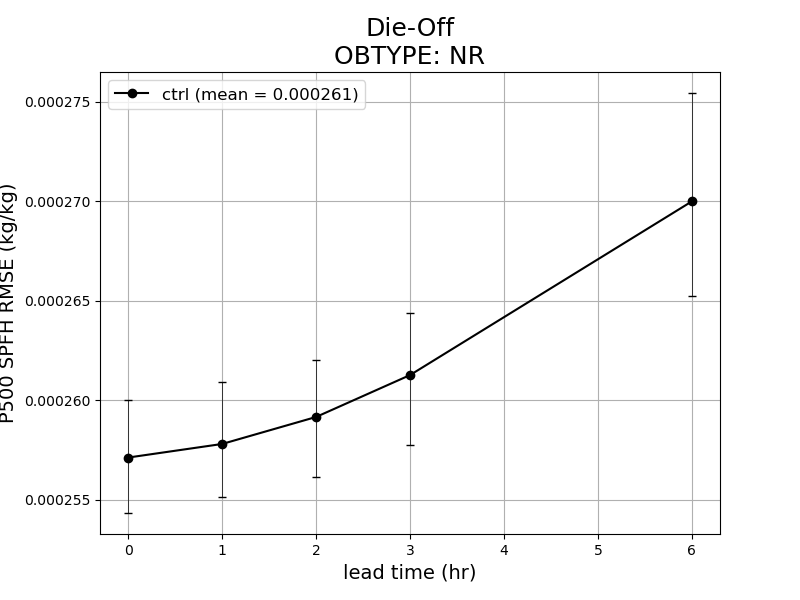 Die-Off
OBTYPE: NR
ctrl (mean = 0.000261)
P500 SPFH RMSE (kg/kg)
0.000275
0.000270
0.000265
0.000260
0.000255
0 1 2 3 4 5 6
lead time (hr)